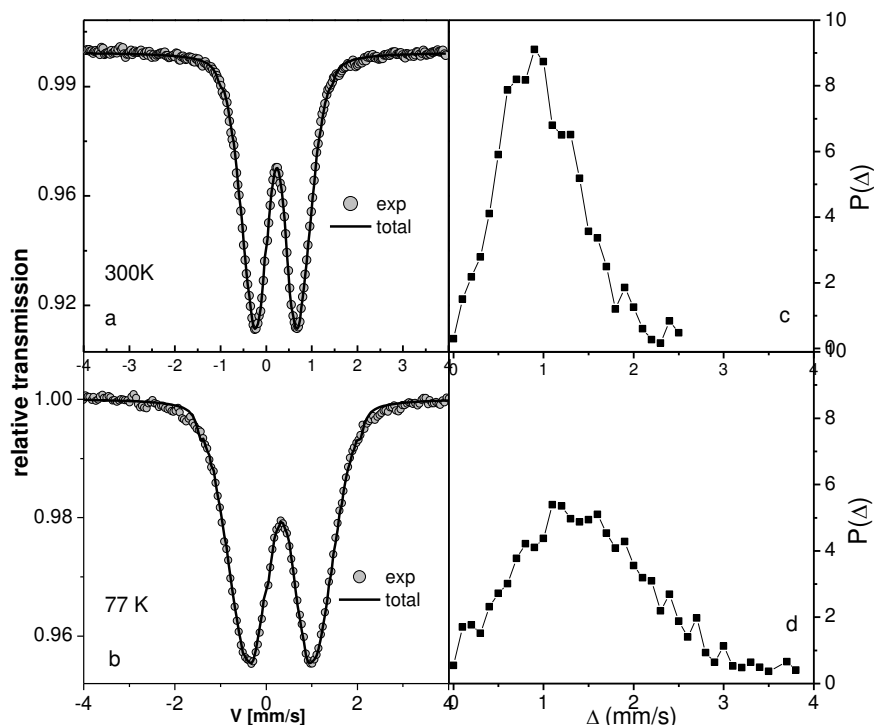 relative transmission
0.99
0.96
0.92
exp
total
300K
a
-4 -3 -2 -1 0 1 2 3 4
10
8
6
4
2
0
P(Δ)
c
0 1 2 3 4
1.00
0.98
0.96
exp
total
77 K
b
-4 -2 0 2 4
V [mm/s]
10
8
6
4
2
0
P(Δ)
d
0 1 2 3 4
Δ (mm/s)